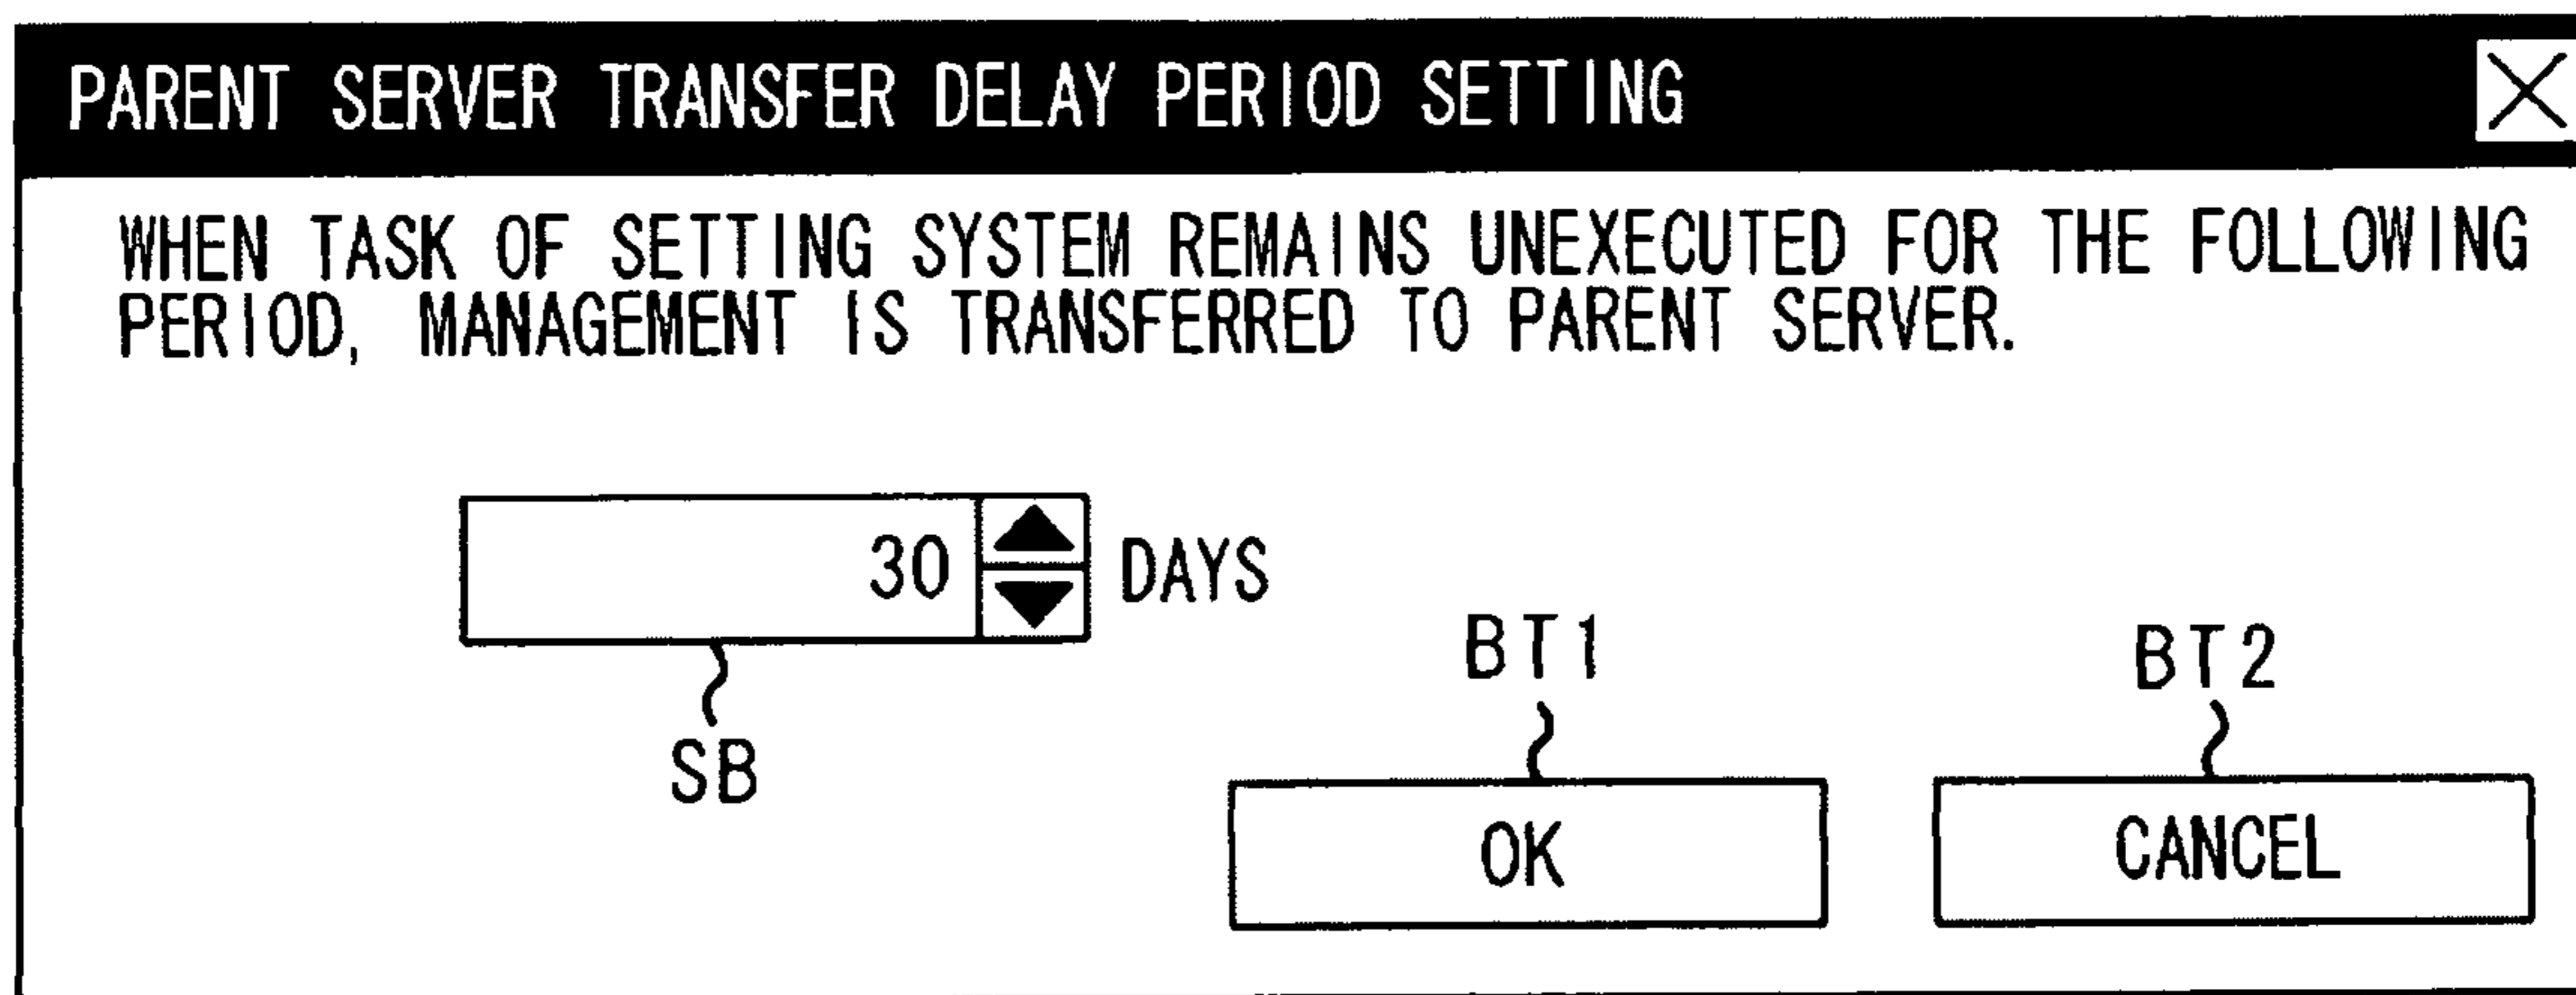 PARENT SERVER TRANSFER DELAY PERIOD SETTING
WHEN TASK OF SETTING SYSTEM REMAINS UNEXECUTED FOR THE FOLLOWING
PERIOD, MANAGEMENT IS TRANSFERRED TO PARENT SERVER.
30 DAYS
SB
BT1
BT2
OK
CANCEL